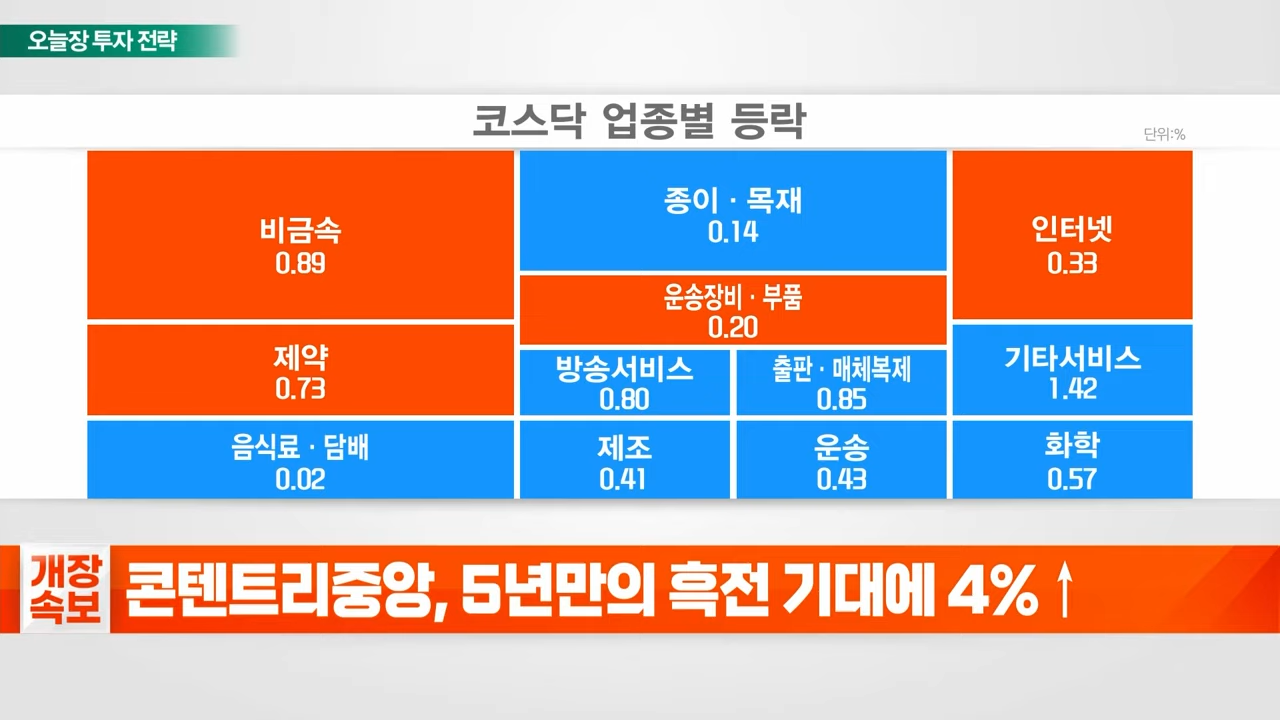 오늘장 투자 전략
코스닥 업종별 등락
단위:%
비금속
0.89
종이·목재
0.14
인터넷
0.33
운송장비·부품
0.20
제약
0.73
방송서비스
0.80
출판·매체복제
0.85
기타서비스
1.42
음식료·담배
0.02
제조
0.41
운송
0.43
화학
0.57
개장
속보
콘텐트리중앙, 5년만의 흑전 기대에 4%↑